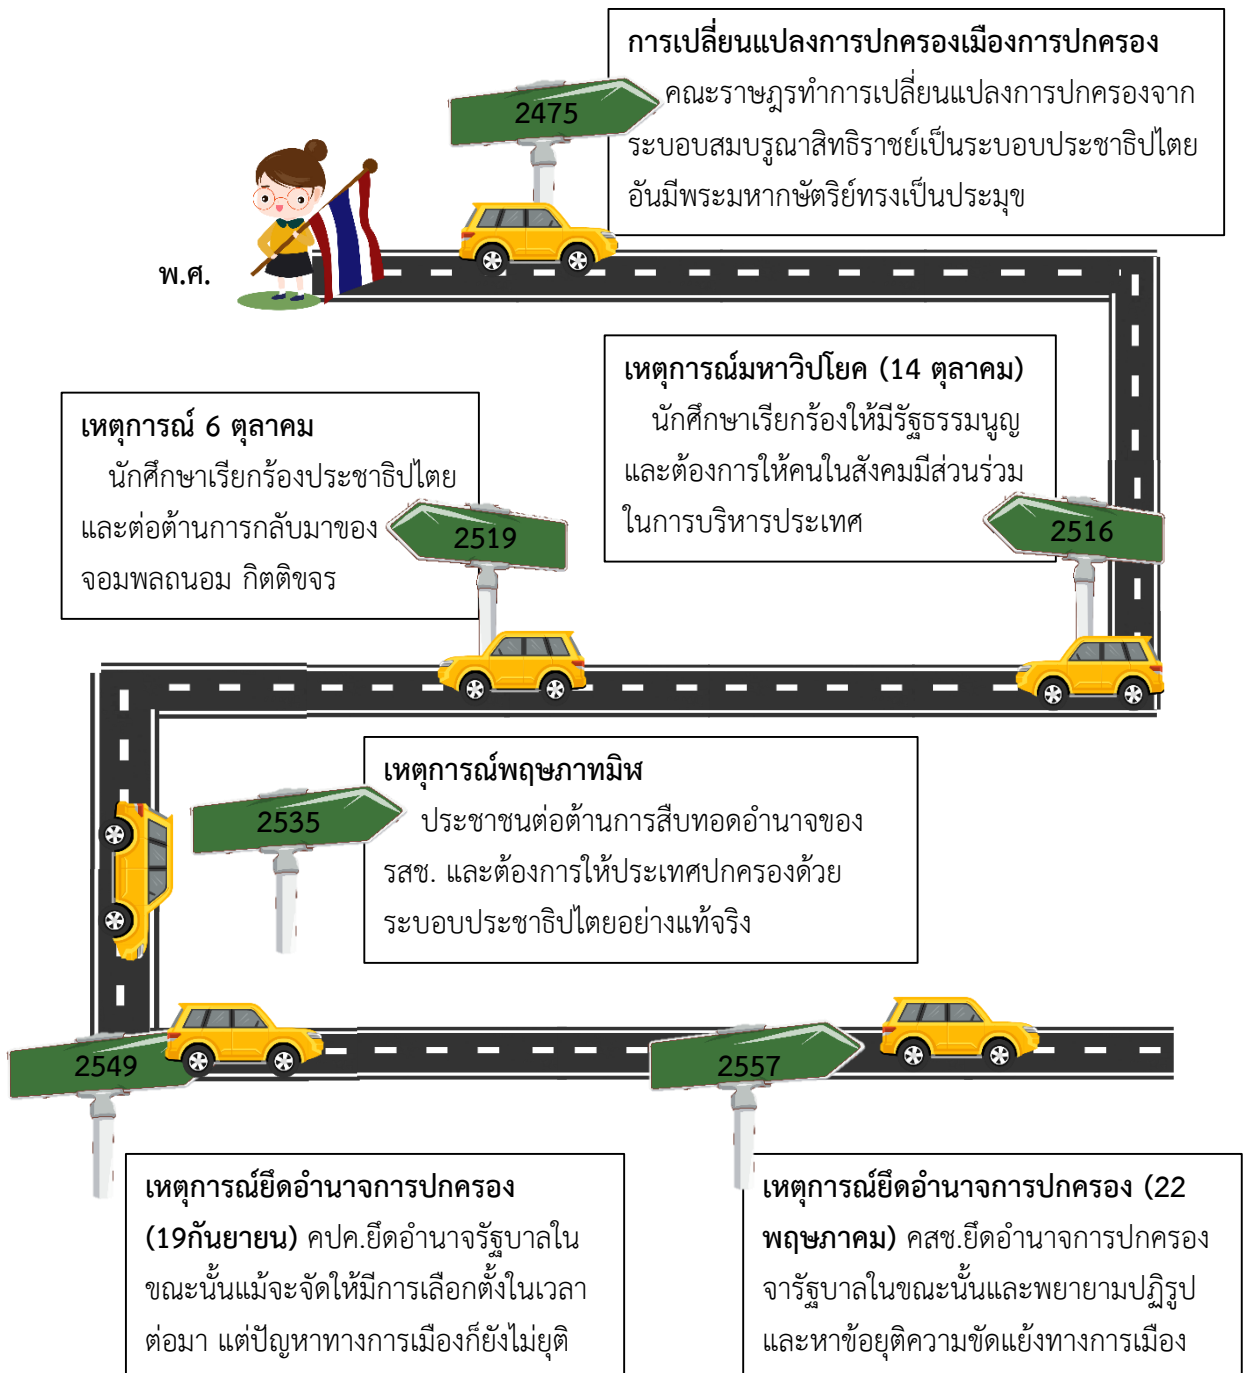 การเปลี่ยนแปลงการปกครองเมืองการปกครอง
คณะราษฎรทำการเปลี่ยนแปลงการปกครองจาก
ระบอบสมบรูณาสิทธิราชย์เป็นระบอบประชาธิปไตย
อันมีพระมหากษัตริย์ทรงเป็นประมุข
2475
พ.ศ.
เหตุการณ์มหาวิปโยค (14 ตุลาคม)
นักศึกษาเรียกร้องให้มีรัฐธรรมนูญ
และต้องการให้คนในสังคมมีส่วนร่วม
ในการบริหารประเทศ
2516
เหตุการณ์ 6 ตุลาคม
นักศึกษาเรียกร้องประชาธิปไตย
และต่อต้านการกลับมาของ
จอมพลถนอม กิตติขจร
2519
เหตุการณ์พฤษภาทมิฬ
ประชาชนต่อต้านการสืบทอดอำนาจของ
รสช. และต้องการให้ประเทศปกครองด้วย
ระบอบประชาธิปไตยอย่างแท้จริง
2535
2549
เหตุการณ์ยึดอำนาจการปกครอง
(19กันยายน) คปค.ยึดอำนาจรัฐบาลใน
ขณะนั้นแม้จะจัดให้มีการเลือกตั้งในเวลา
ต่อมา แต่ปัญหาทางการเมืองก็ยังไม่ยุติ
2557
เหตุการณ์ยึดอำนาจการปกครอง (22
พฤษภาคม) คสช.ยึดอำนาจการปกครอง
จารัฐบาลในขณะนั้นและพยายามปฏิรูป
และหาข้อยุติความขัดแย้งทางการเมือง